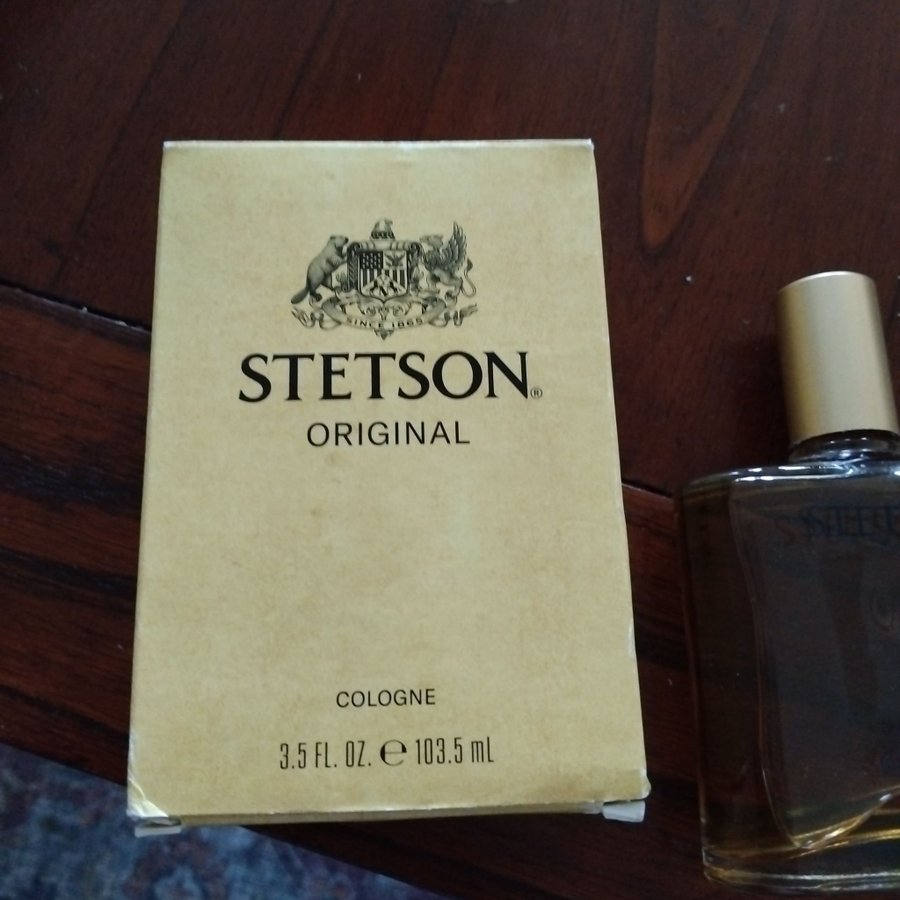 SINCE 1865
STETSON®
ORIGINAL
COLOGNE
3.5 FL. OZ. ℮ 103.5 mL